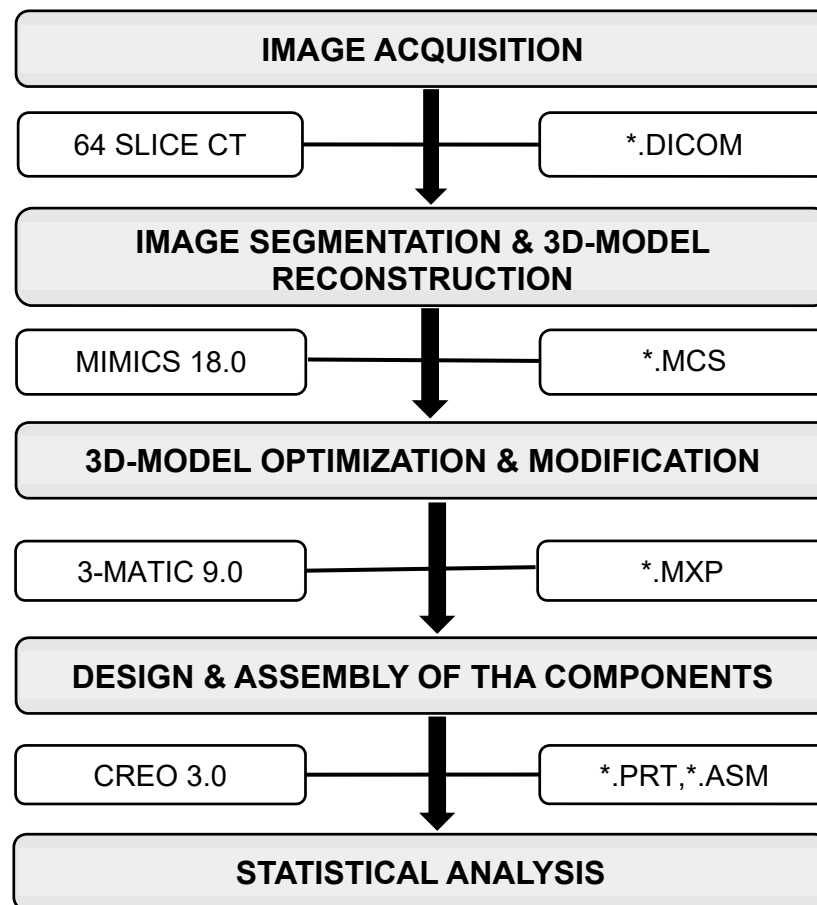 IMAGE ACQUISITION
64 SLICE CT
*.DICOM
IMAGE SEGMENTATION & 3D-MODEL
RECONSTRUCTION
MIMICS 18.0
*.MCS
3D-MODEL OPTIMIZATION & MODIFICATION
3-MATIC 9.0
*.MXP
DESIGN & ASSEMBLY OF THA COMPONENTS
CREO 3.0
*.PRT,*.ASM
STATISTICAL ANALYSIS